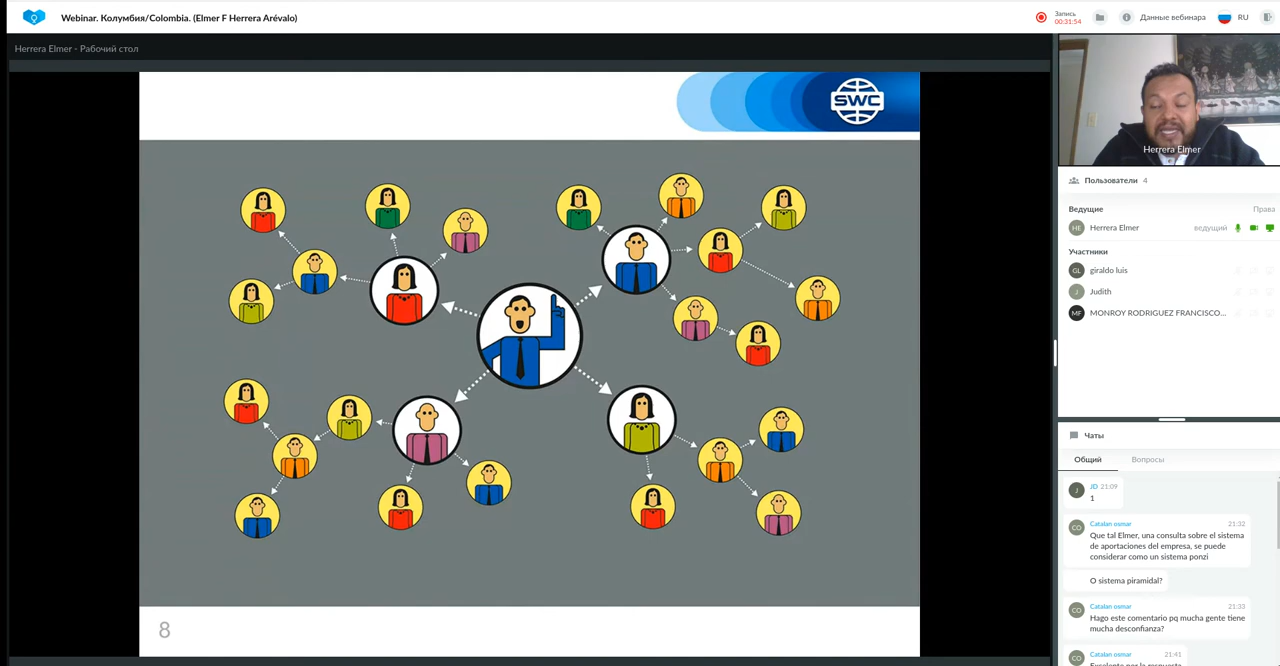 Webinar. Колумбия/Colombia. (Elmer F Herrera Arévalo)
Запись
00:31:54
Данные вебинара
RU
Herrera Elmer - Рабочий стол
SWC
8
Herrera Elmer
Пользователи 4
Ведущие
Права
HE
Herrera Elmer
ведущий
Участники
GL
giraldo luis
J
Judith
MF
MONROY RODRIGUEZ FRANCISCO...
Чаты
Общий
Вопросы
J
JD 21:09
1
CO
Catalan osmar 21:32
Que tal Elmer, una consulta sobre el sistema
de aportaciones del empresa, se puede
considerar como un sistema ponzi
O sistema piramidal?
CO
Catalan osmar 21:33
Hago este comentario pq mucha gente tiene
mucha desconfianza?
CO
Catalan osmar 21:41